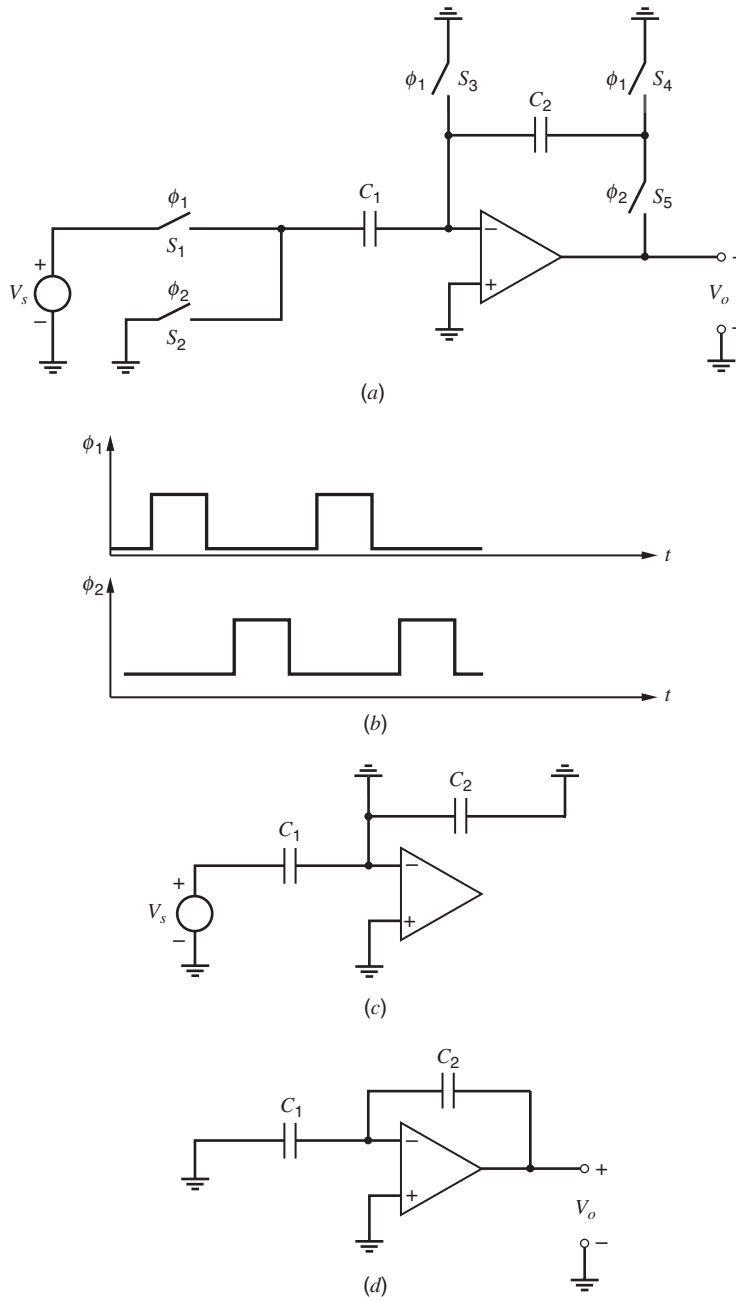 ϕ₁ S₃ ϕ₁ S₄
C₂
ϕ₂ S₅
C₁
ϕ₁
S₁
−
+
+
Vₛ
−
ϕ₂
S₂
Vₒ
(a)
ϕ₁
t
ϕ₂
t
(b)
C₂
C₁
−
+
+
Vₛ
−
(c)
C₂
C₁
−
+
+
Vₒ
−
(d)